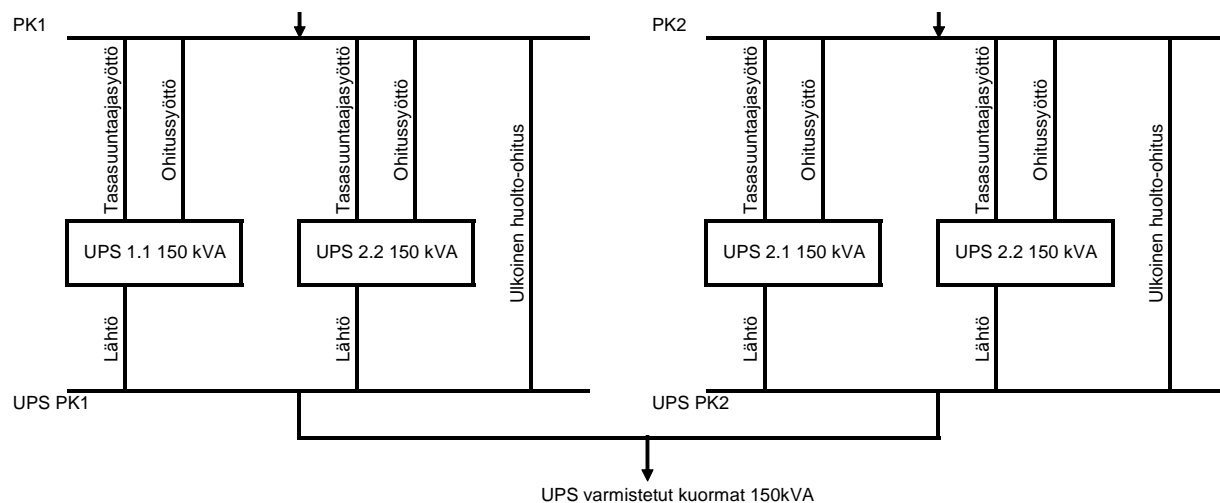 PK1
Tasasuuntaajasyöttö
Ohitussyöttö
Tasasuuntaajasyöttö
Ohitussyöttö
Ulkoinen huolto-ohitus
UPS 1.1 150 kVA
UPS 2.2 150 kVA
Lähtö
Lähtö
UPS PK1
PK2
Tasasuuntaajasyöttö
Ohitussyöttö
Tasasuuntaajasyöttö
Ohitussyöttö
Ulkoinen huolto-ohitus
UPS 2.1 150 kVA
UPS 2.2 150 kVA
Lähtö
Lähtö
UPS PK2
UPS varmistetut kuormat 150kVA